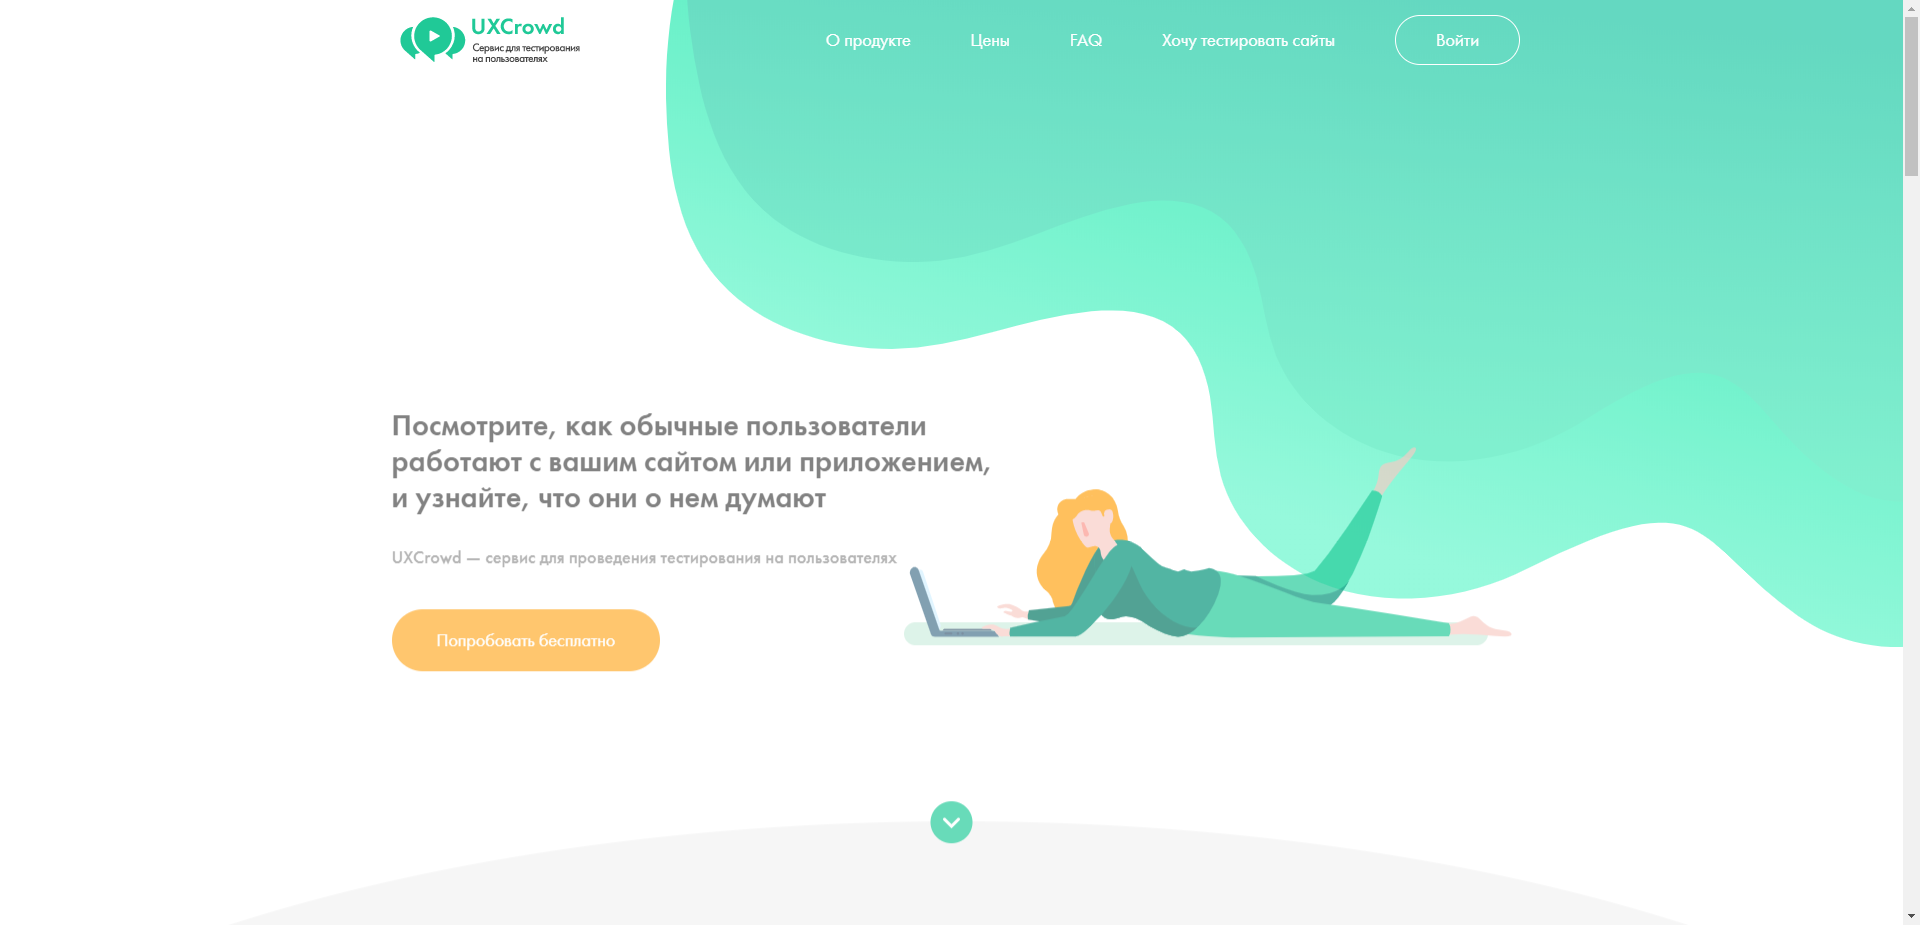 UXCrowd
Сервис для тестирования
на пользователях
О продукте
Цены
FAQ
Хочу тестировать сайты
Войти
Посмотрите, как обычные пользователи
работают с вашим сайтом или приложением,
и узнайте, что они о нем думают
UXCrowd — сервис для проведения тестирования на пользователях
Попробовать бесплатно